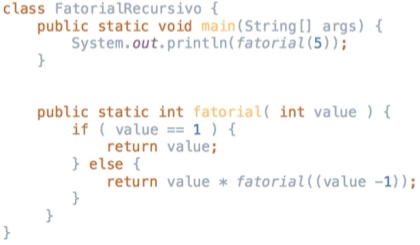 class FatorialRecursivo {
    public static void main(String[] args) {
        System.out.println(fatorial(5));
    }

    public static int fatorial( int value ) {
        if ( value == 1 ) {
            return value;
        } else {
            return value * fatorial((value -1));
        }
     }
}